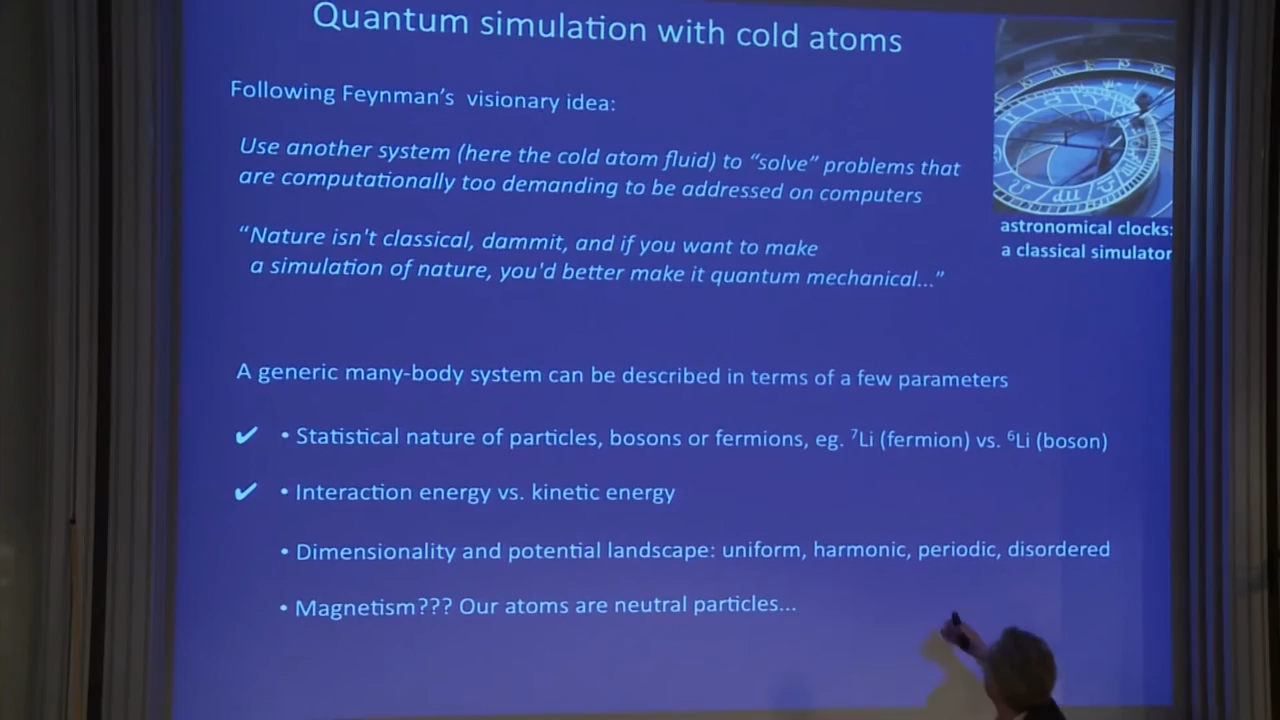 Quantum simulation with cold atoms
Following Feynman's visionary idea:
Use another system (here the cold atom fluid) to “solve” problems that
are computationally too demanding to be addressed on computers
“Nature isn't classical, dammit, and if you want to make
a simulation of nature, you'd better make it quantum mechanical...”
astronomical clocks:
a classical simulator
A generic many-body system can be described in terms of a few parameters
✔ • Statistical nature of particles, bosons or fermions, eg. ⁷Li (fermion) vs. ⁶Li (boson)
✔ • Interaction energy vs. kinetic energy
• Dimensionality and potential landscape: uniform, harmonic, periodic, disordered
• Magnetism??? Our atoms are neutral particles...